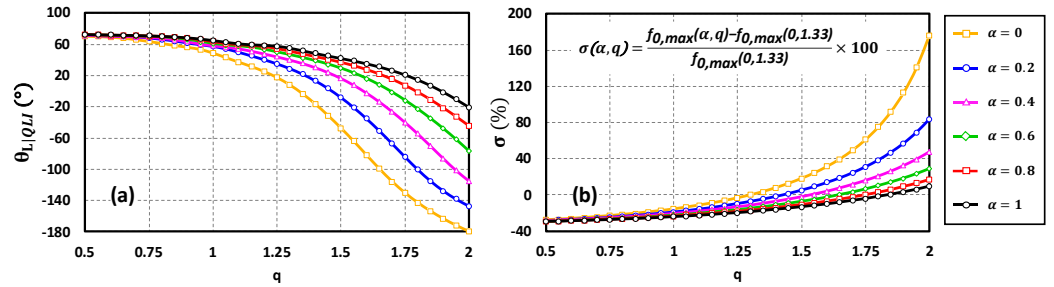 100
60
20
-20
-60
-100
-140
-180
θL|QLI (°)
(a)
0.5
0.75
1
1.25
1.5
1.75
2
q
200
160
120
80
40
0
-40
σ (%)
σ(α, q) = f0,max(α, q)−f0,max(0,1.33) / f0,max(0,1.33) × 100
(b)
0.5
0.75
1
1.25
1.5
1.75
2
q
α = 0
α = 0.2
α = 0.4
α = 0.6
α = 0.8
α = 1